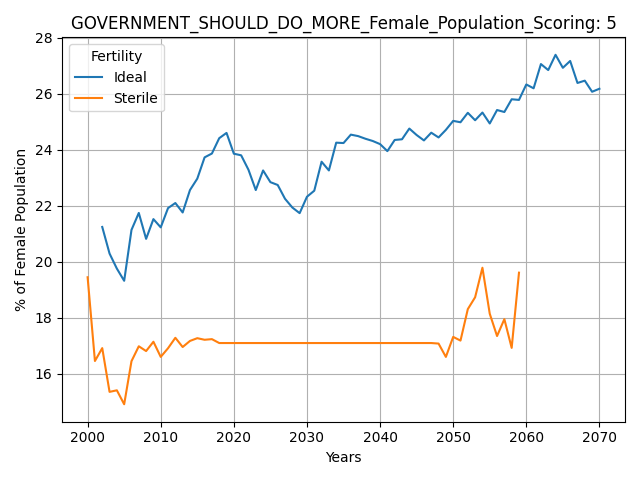 GOVERNMENT_SHOULD_DO_MORE_Female_Population_Scoring: 5
Fertility
Ideal
Sterile
% of Female Population
28
26
24
22
20
18
16
2000 2010 2020 2030 2040 2050 2060 2070
Years